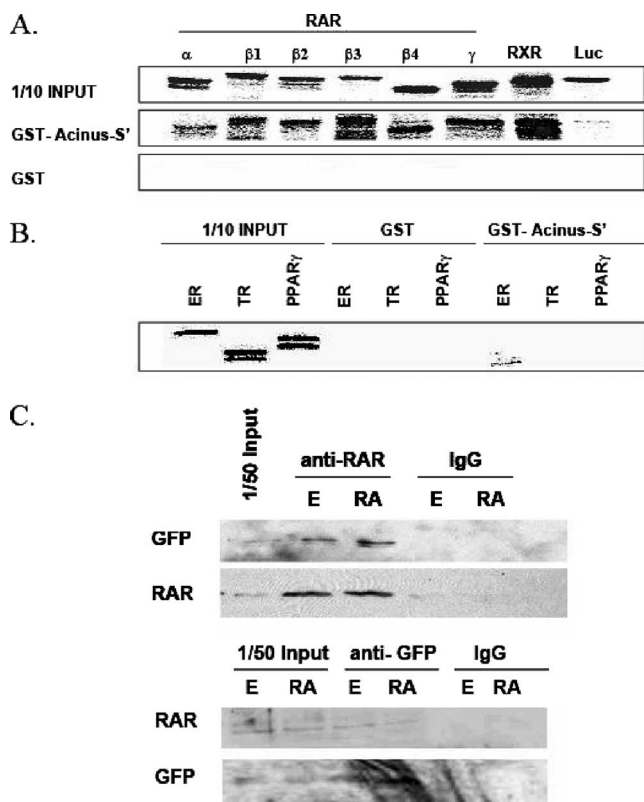 A.
RAR
α β1 β2 β3 β4 γ RXR Luc
1/10 INPUT
GST- Acinus-S'
GST
B.
1/10 INPUT GST GST- Acinus-S'
ER TR PPARγ ER TR PPARγ ER TR PPARγ
C.
1/50 Input anti-RAR IgG
E RA E RA
GFP
RAR
1/50 Input anti- GFP IgG
E RA E RA E RA
RAR
GFP